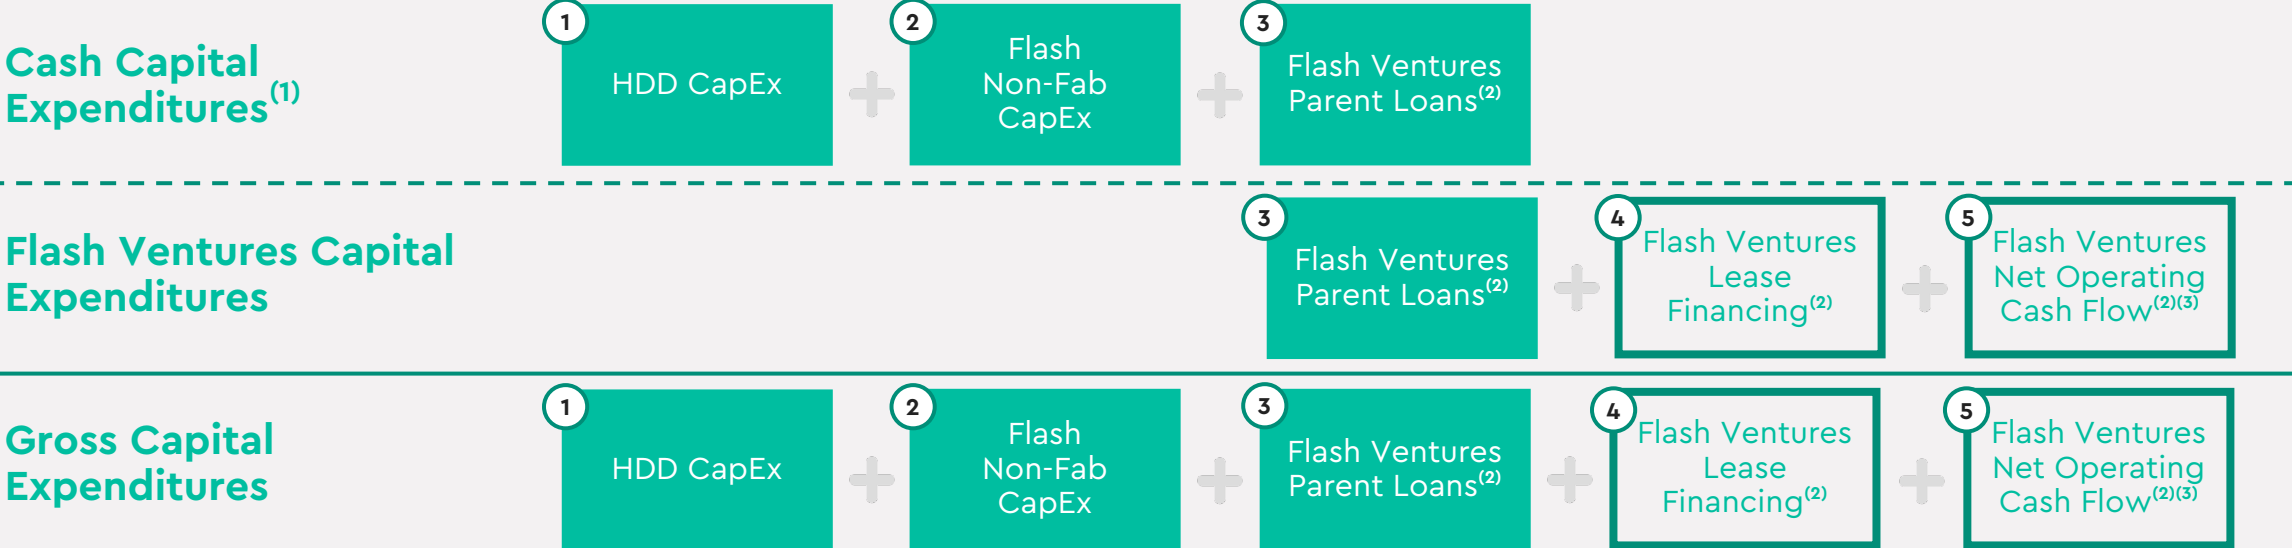 Cash Capital
Expenditures(1)
1
HDD CapEx
2
Flash
Non-Fab
CapEx
3
Flash Ventures
Parent Loans(2)
Flash Ventures Capital
Expenditures
3
Flash Ventures
Parent Loans(2)
4
Flash Ventures
Lease
Financing(2)
5
Flash Ventures
Net Operating
Cash Flow(2)(3)
Gross Capital
Expenditures
1
HDD CapEx
2
Flash
Non-Fab
CapEx
3
Flash Ventures
Parent Loans(2)
4
Flash Ventures
Lease
Financing(2)
5
Flash Ventures
Net Operating
Cash Flow(2)(3)